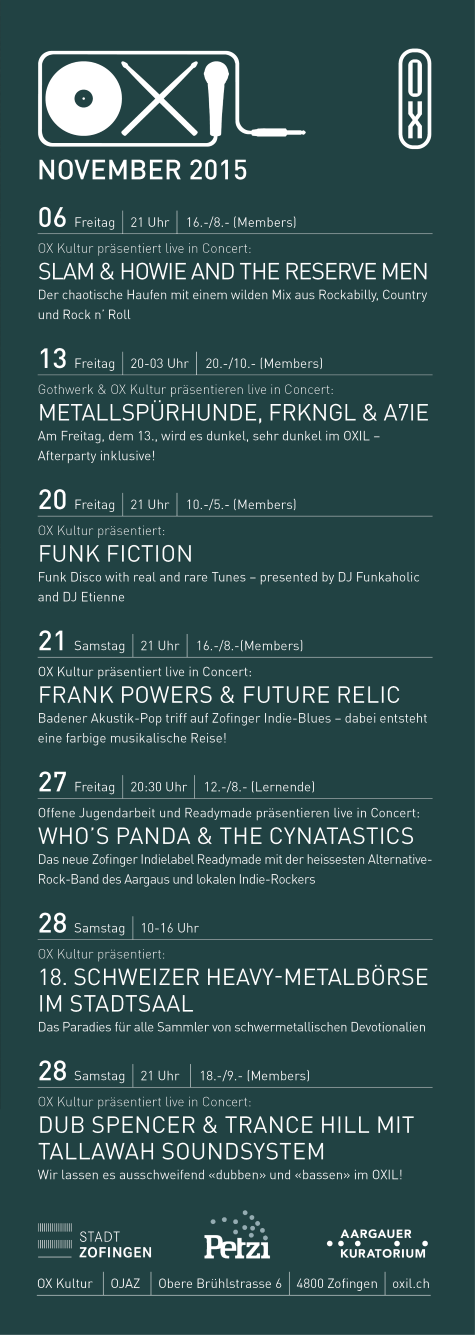 OXIL
OX
NOVEMBER 2015
06 Freitag | 21 Uhr | 16.-/8.- (Members)
OX Kultur präsentiert live in Concert:
SLAM & HOWIE AND THE RESERVE MEN
Der chaotische Haufen mit einem wilden Mix aus Rockabilly, Country
und Rock n' Roll
13 Freitag | 20-03 Uhr | 20.-/10.- (Members)
Gothwerk & OX Kultur präsentieren live in Concert:
METALLSPÜRHUNDE, FRKNGL & A7IE
Am Freitag, dem 13., wird es dunkel, sehr dunkel im OXIL –
Afterparty inklusive!
20 Freitag | 21 Uhr | 10.-/5.- (Members)
OX Kultur präsentiert:
FUNK FICTION
Funk Disco with real and rare Tunes – presented by DJ Funkaholic
and DJ Etienne
21 Samstag | 21 Uhr | 16.-/8.-(Members)
OX Kultur präsentiert live in Concert:
FRANK POWERS & FUTURE RELIC
Badener Akustik-Pop triff auf Zofinger Indie-Blues – dabei entsteht
eine farbige musikalische Reise!
27 Freitag | 20:30 Uhr | 12.-/8.- (Lernende)
Offene Jugendarbeit und Readymade präsentieren live in Concert:
WHO'S PANDA & THE CYNATASTICS
Das neue Zofinger Indielabel Readymade mit der heissesten Alternative-
Rock-Band des Aargaus und lokalen Indie-Rockers
28 Samstag | 10-16 Uhr
OX Kultur präsentiert:
18. SCHWEIZER HEAVY-METALBÖRSE
IM STADTSAAL
Das Paradies für alle Sammler von schwermetallischen Devotionalien
28 Samstag | 21 Uhr | 18.-/9.- (Members)
OX Kultur präsentiert live in Concert:
DUB SPENCER & TRANCE HILL MIT
TALLAWAH SOUNDSYSTEM
Wir lassen es ausschweifend «dubben» und «bassen» im OXIL!
STADT
ZOFINGEN
Petzi
AARGAUER
KURATORIUM
OX Kultur | OJAZ | Obere Brühlstrasse 6 | 4800 Zofingen | oxil.ch